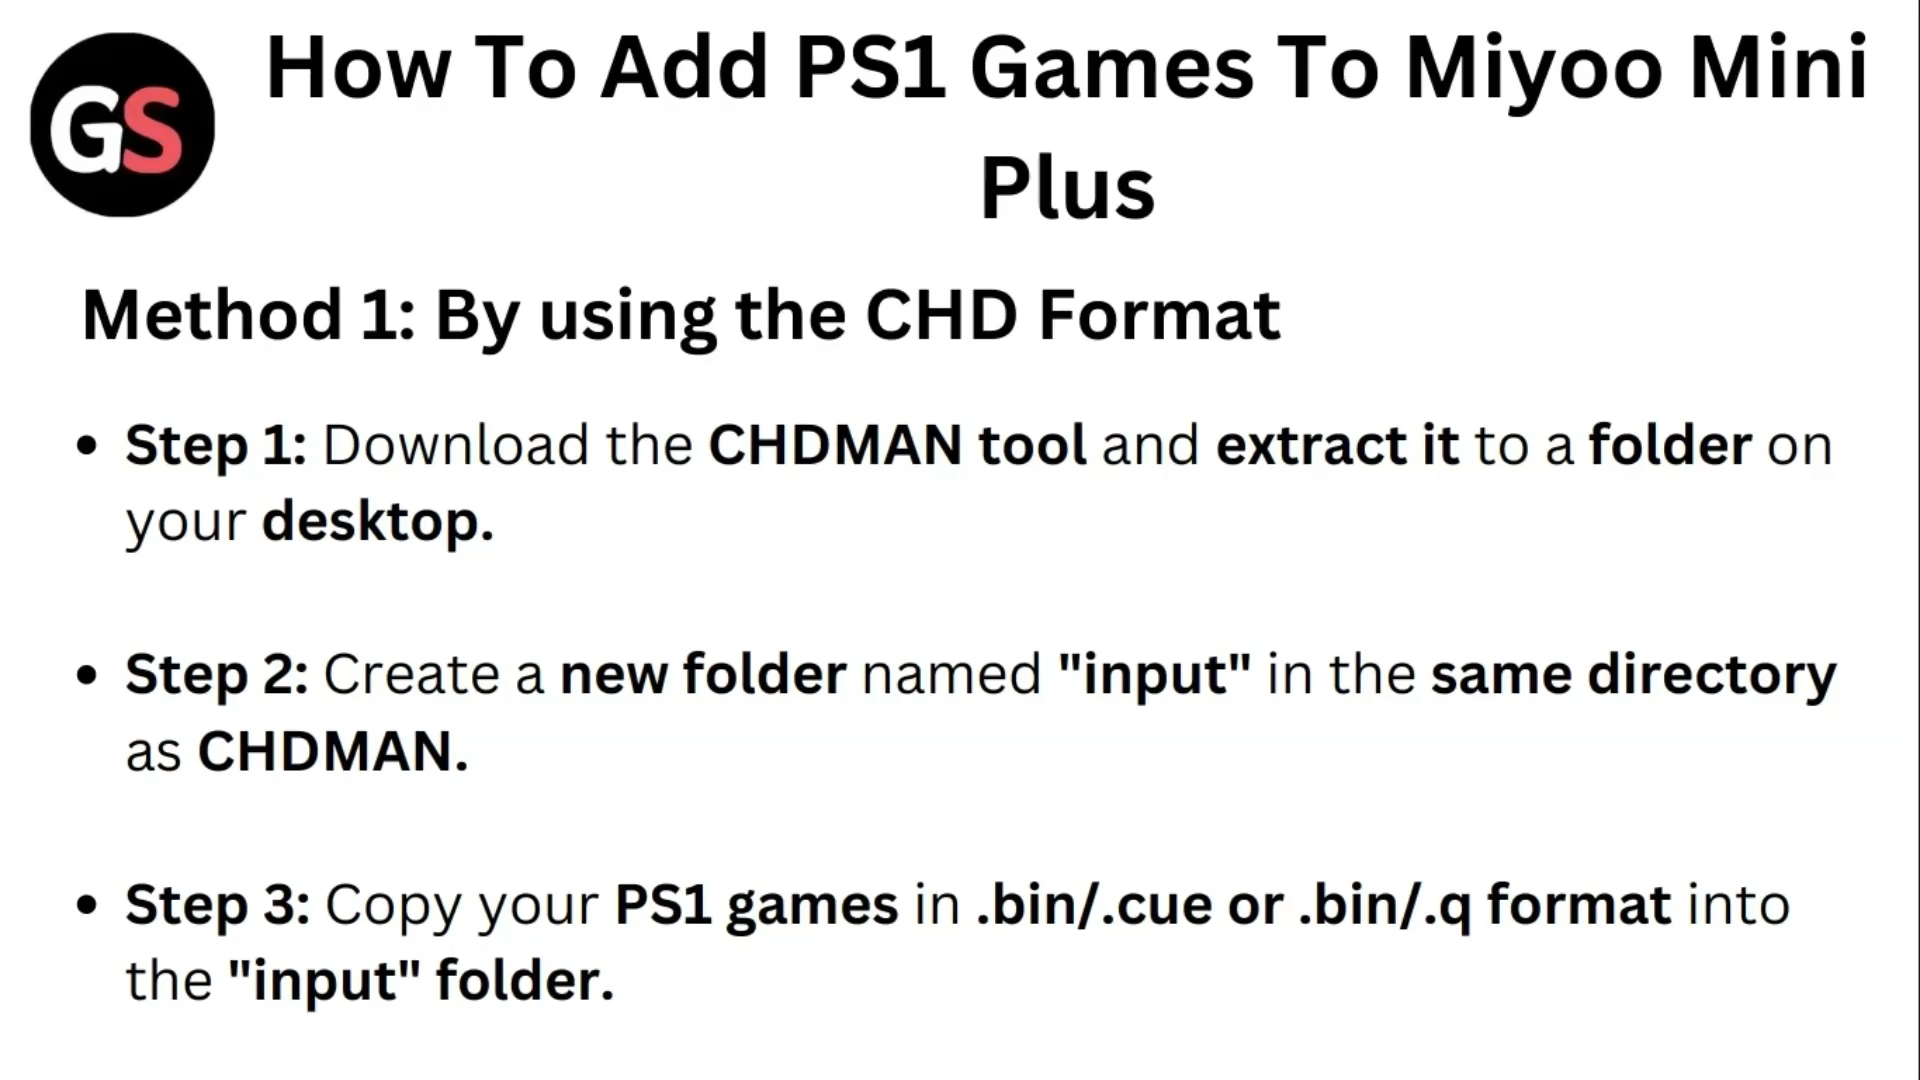 GS
How To Add PS1 Games To Miyoo Mini
Plus
Method 1: By using the CHD Format
• Step 1: Download the CHDMAN tool and extract it to a folder on
your desktop.
• Step 2: Create a new folder named "input" in the same directory
as CHDMAN.
• Step 3: Copy your PS1 games in .bin/.cue or .bin/.q format into
the "input" folder.